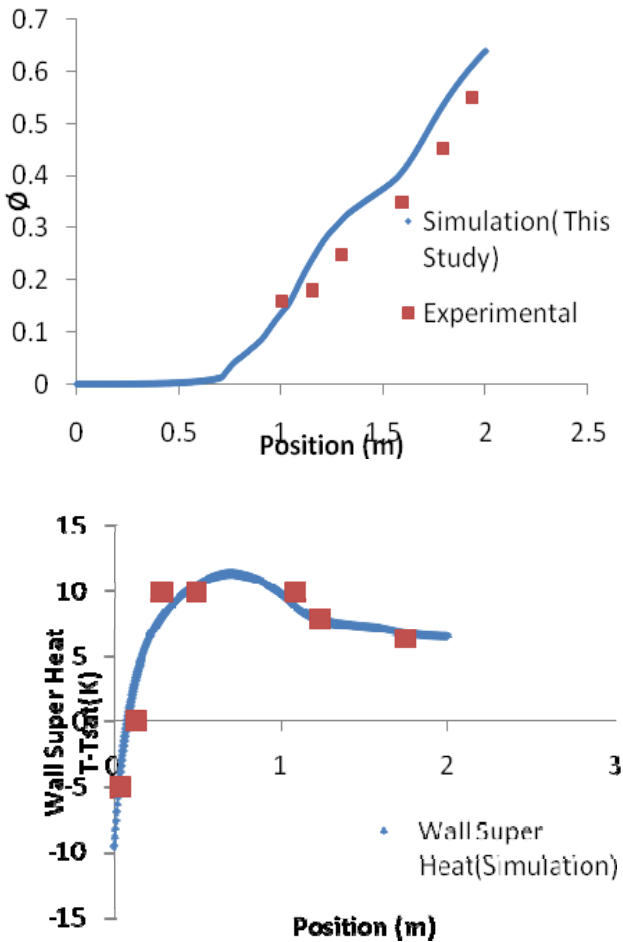 0.7
0.6
0.5
0.4
0.3
0.2
0.1
0
Ø
Simulation( This
Study)
Experimental
0
0.5
1
1.5
2
2.5
Position (m)
15
10
5
0
-5
-10
-15
Wall Super Heat
T-Tsat(K)
0
1
2
3
Wall Super
Heat(Simulation)
Position (m)